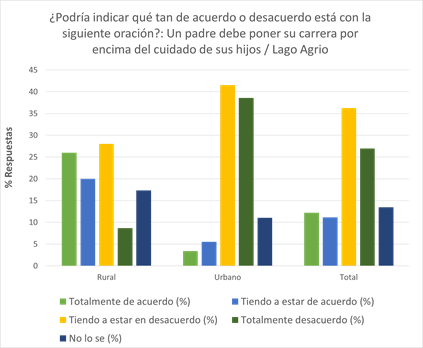 ¿Podría indicar qué tan de acuerdo o desacuerdo está con la
siguiente oración?: Un padre debe poner su carrera por
encima del cuidado de sus hijos / Lago Agrio
% Respuestas
45
40
35
30
25
20
15
10
5
0
Rural Urbano Total
Totalmente de acuerdo (%) Tiendo a estar de acuerdo (%)
Tiendo a estar en desacuerdo (%) Totalmente desacuerdo (%)
No lo se (%)